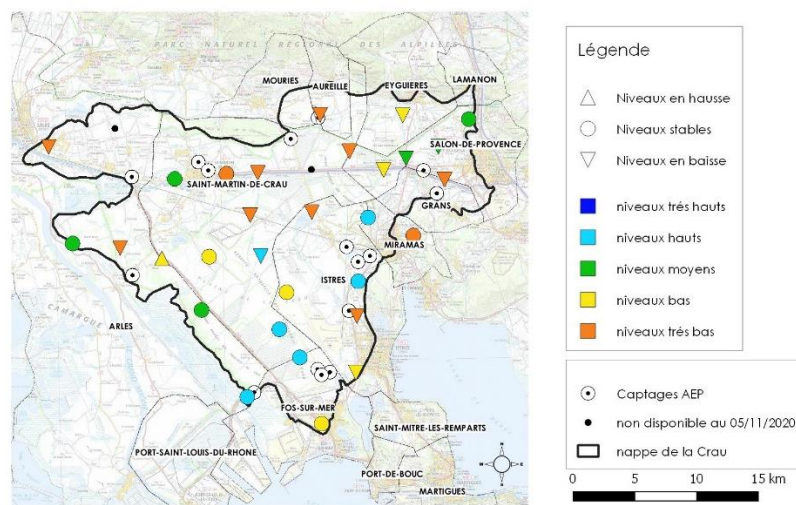 PARC NATUREL REGIONAL DES ALPILLES
MOURIES
AUREILLE
EYGUIERES
LAMANON
SALON-DE-PROVENCE
SAINT-MARTIN-DE-CRAU
GRANS
MIRAMAS
ISTRES
CAMARGUE
ARLES
FOS-SUR-MER
SAINT-MITRE-LES-REMPARTS
PORT-SAINT-LOUIS-DU-RHONE
PORT-DE-BOUC
MARTIGUES
Légende
Niveaux en hausse
Niveaux stables
Niveaux en baisse
niveaux trés hauts
niveaux hauts
niveaux moyens
niveaux bas
niveaux trés bas
Captages AEP
non disponible au 05/11/2020
nappe de la Crau
0 5 10 15 km